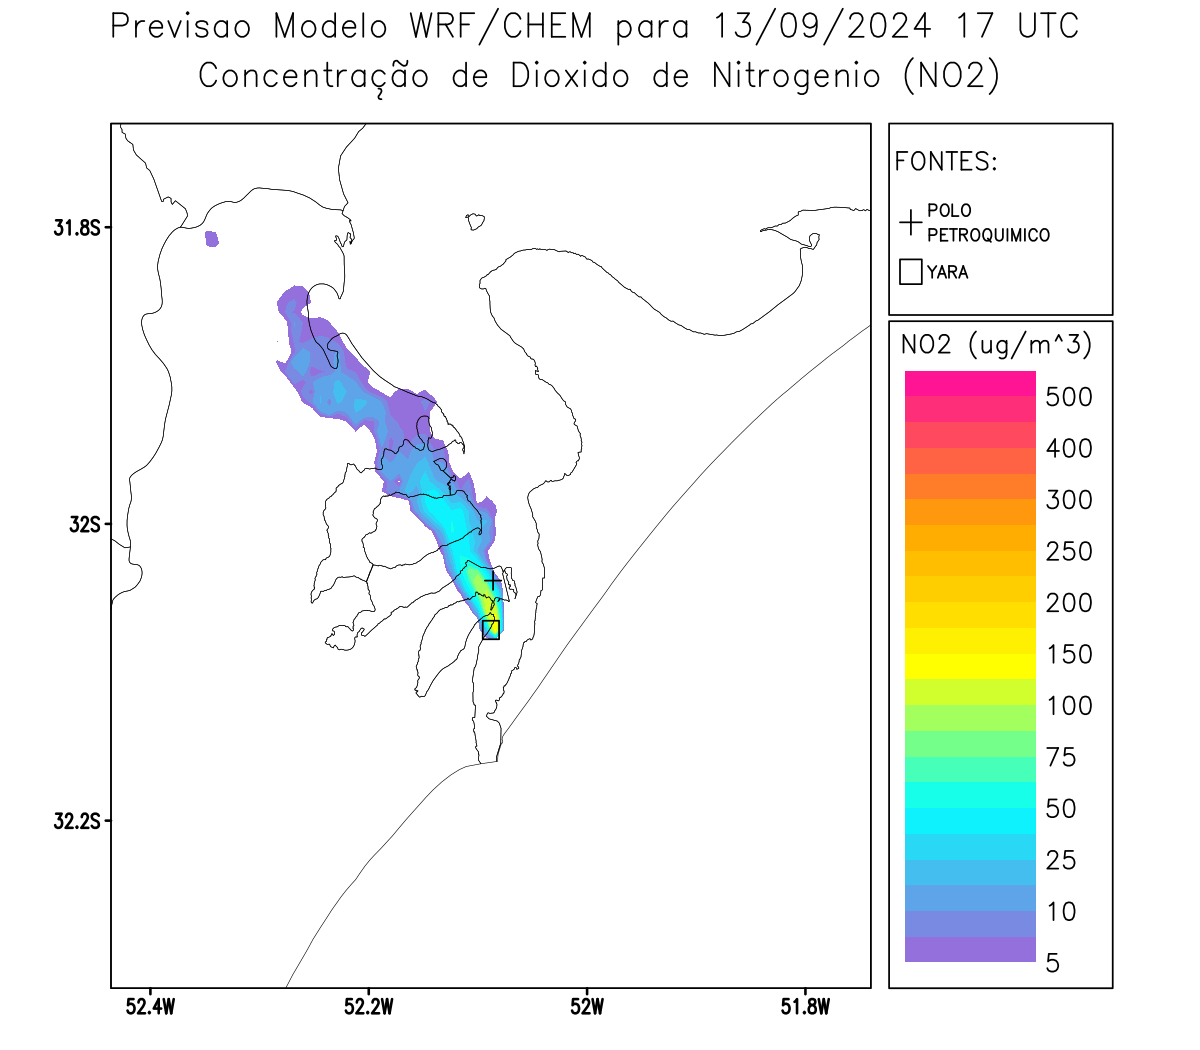 Previsao Modelo WRF/CHEM para 13/09/2024 17 UTC
Concentração de Dioxido de Nitrogenio (NO2)
FONTES:
POLO
PETROQUIMICO
YARA
31.8S
32S
32.2S
52.4W
52.2W
52W
51.8W
NO2 (ug/m^3)
500
400
300
250
200
150
100
75
50
25
10
5